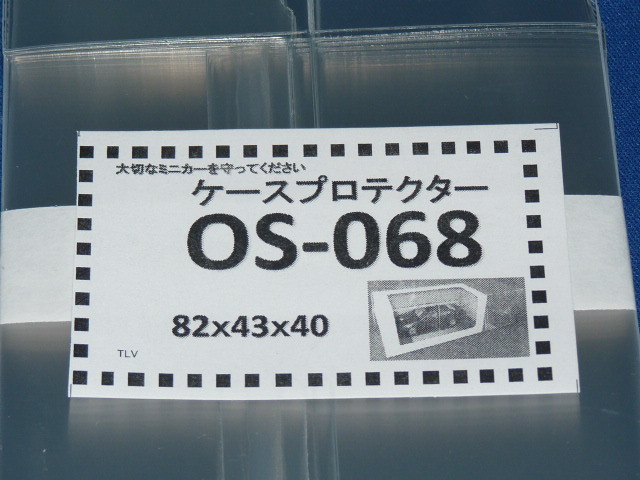 大切なミニカーを守ってください
ケースプロテクター
OS-068
82x43x40
TLV